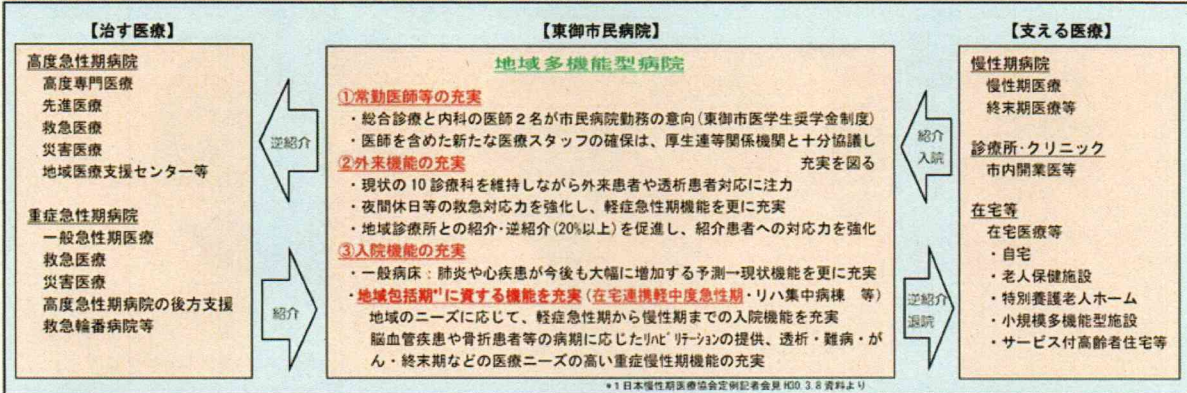 【治す医療】
高度急性期病院
高度専門医療
先進医療
救急医療
災害医療
地域医療支援センター等
重症急性期病院
一般急性期医療
救急医療
災害医療
高度急性期病院の後方支援
救急輪番病院等
逆紹介
紹介
【東御市民病院】
地域多機能型病院
①常勤医師等の充実
・総合診療と内科の医師２名が市民病院勤務の意向(東御市医学生奨学金制度)
・医師を含めた新たな医療スタッフの確保は、厚生連等関係機関と十分協議し
充実を図る
②外来機能の充実
・現状の10診療科を維持しながら外来患者や透析患者対応に注力
・夜間休日等の救急対応力を強化し、軽症急性期機能を更に充実
・地域診療所との紹介・逆紹介(20%以上)を促進し、紹介患者への対応力を強化
③入院機能の充実
・一般病床：肺炎や心疾患が今後も大幅に増加する予測→現状機能を更に充実
・地域包括期*1に資する機能を充実(在宅連携軽中度急性期・リハ集中病棟 等)
地域のニーズに応じて、軽症急性期から慢性期までの入院機能を充実
脳血管疾患や骨折患者等の病期に応じたﾘﾊﾋﾞﾘﾃｰｼｮﾝの提供、透析・難病・が
ん・終末期などの医療ニーズの高い重症慢性期機能の充実
*1日本慢性期医療協会定例記者会見H30.3.8資料より
紹介
入院
逆紹介
退院
【支える医療】
慢性期病院
慢性期医療
終末期医療等
診療所・クリニック
市内開業医等
在宅等
在宅医療等
・自宅
・老人保健施設
・特別養護老人ホーム
・小規模多機能型施設
・サービス付高齢者住宅等